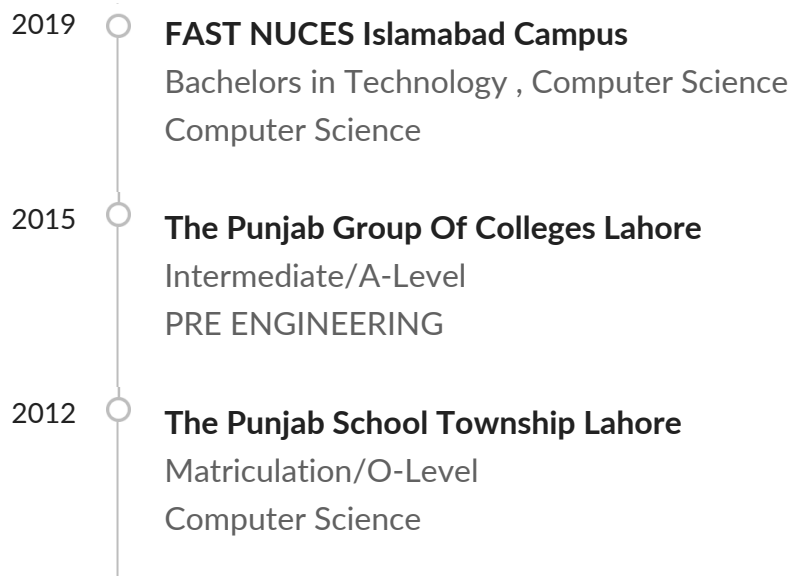 2019 FAST NUCES Islamabad Campus
Bachelors in Technology , Computer Science
Computer Science
2015 The Punjab Group Of Colleges Lahore
Intermediate/A-Level
PRE ENGINEERING
2012 The Punjab School Township Lahore
Matriculation/O-Level
Computer Science